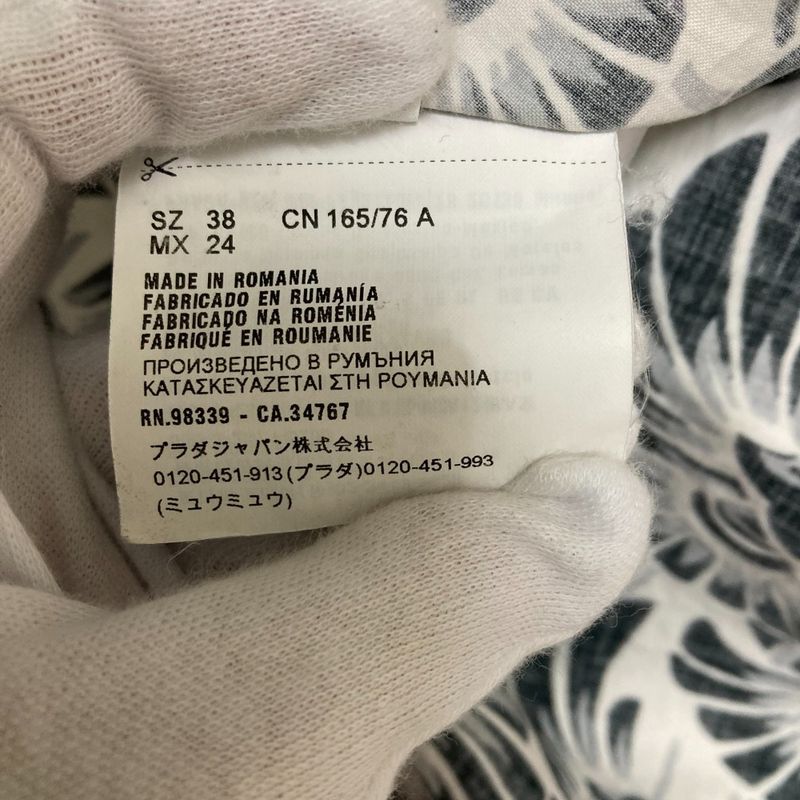 SZ 38 CN 165/76 A
MX 24
MADE IN ROMANIA
FABRICADO EN RUMANÍA
FABRICADO NA ROMÉNIA
FABRIQUÉ EN ROUMANIE
ПРОИЗВЕДЕНО В РУМЪНИЯ
ΚΑΤΑΣΚΕΥΑΖΕΤΑΙ ΣΤΗ ΡΟΥΜΑΝΙΑ
RN.98339 - CA.34767
プラダジャパン株式会社
0120-451-913(プラダ)0120-451-993
(ミュウミュウ)